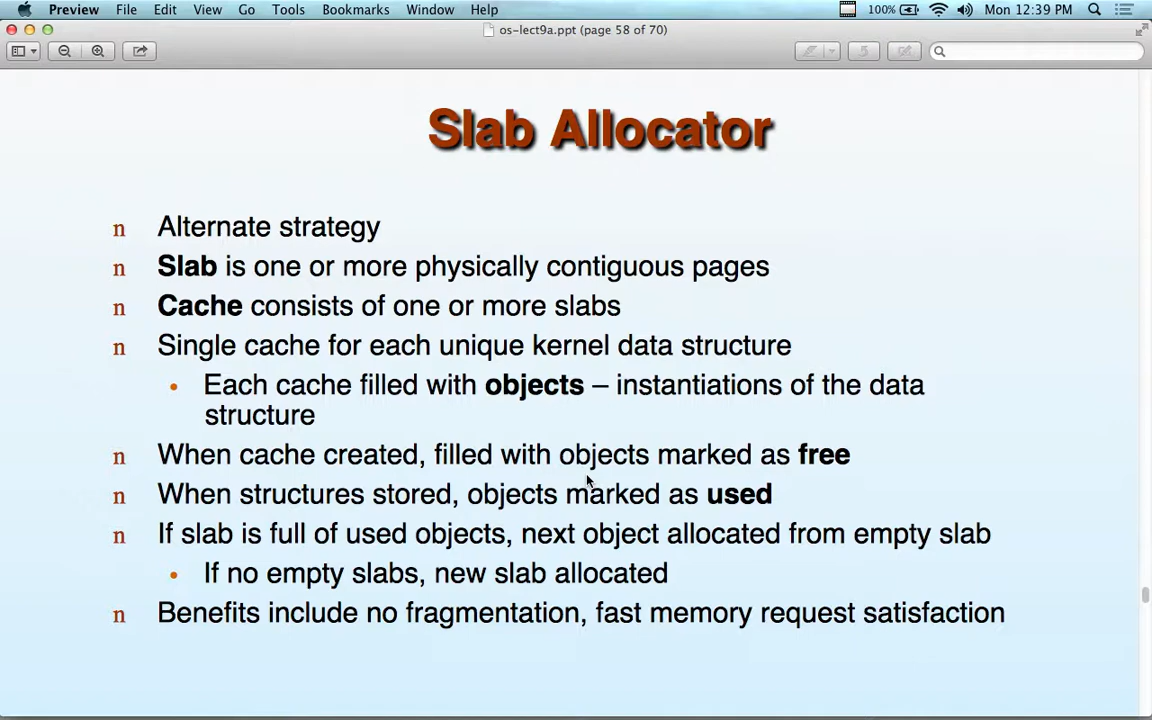 Preview File Edit View Go Tools Bookmarks Window Help 100% Mon 12:39 PM
os-lect9a.ppt (page 58 of 70)
5
Slab Allocator
n Alternate strategy
n Slab is one or more physically contiguous pages
n Cache consists of one or more slabs
n Single cache for each unique kernel data structure
• Each cache filled with objects – instantiations of the data
structure
n When cache created, filled with objects marked as free
n When structures stored, objects marked as used
n If slab is full of used objects, next object allocated from empty slab
• If no empty slabs, new slab allocated
n Benefits include no fragmentation, fast memory request satisfaction